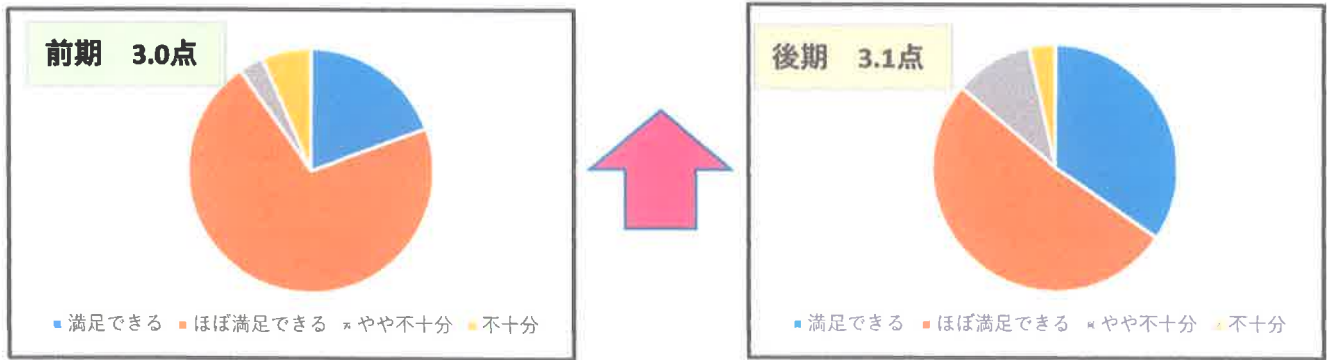 前期 3.0点
満足できる ほぼ満足できる やや不十分 不十分
後期 3.1点
満足できる ほぼ満足できる やや不十分 不十分